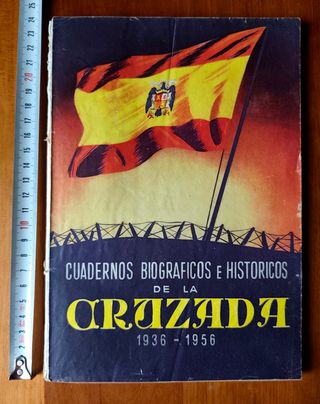 CUADERNOS BIOGRAFICOS E HISTORICOS
DE LA
CRUZADA
1936 - 1956